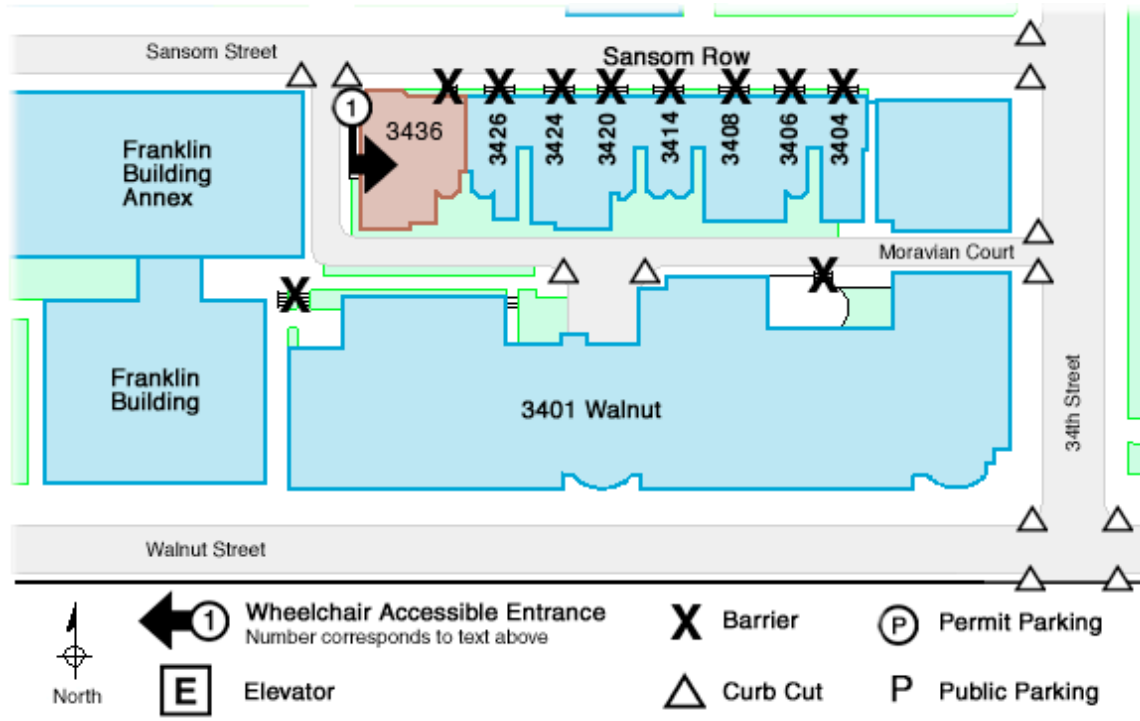 Sansom Street
Sansom Row
X X X X X X X X
1
3436
3426
3424
3420
3414
3408
3406
3404
Franklin
Building
Annex
Moravian Court
X
X
Franklin
Building
3401 Walnut
34th Street
Walnut Street
1
Wheelchair Accessible Entrance
Number corresponds to text above
X
Barrier
P
Permit Parking
North
E
Elevator
Curb Cut
P
Public Parking